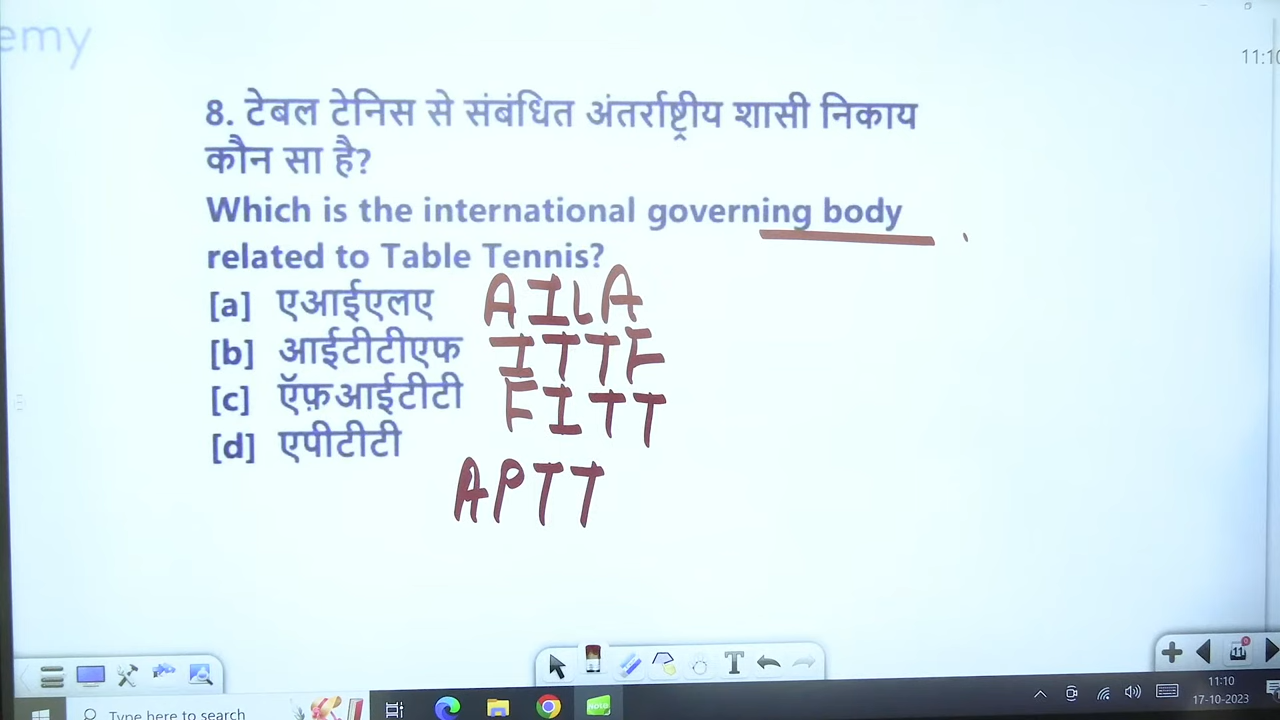 emy
11:10
8. टेबल टेनिस से संबंधित अंतर्राष्ट्रीय शासी निकाय
कौन सा है?
Which is the international governing body
related to Table Tennis?
[a] एआईएलए AILA
[b] आईटीटीएफ ITTF
[c] ऍफ़आईटीटी FITT
[d] एपीटीटी
APTT
T
11
11:10
Type here to search
17-10-2023